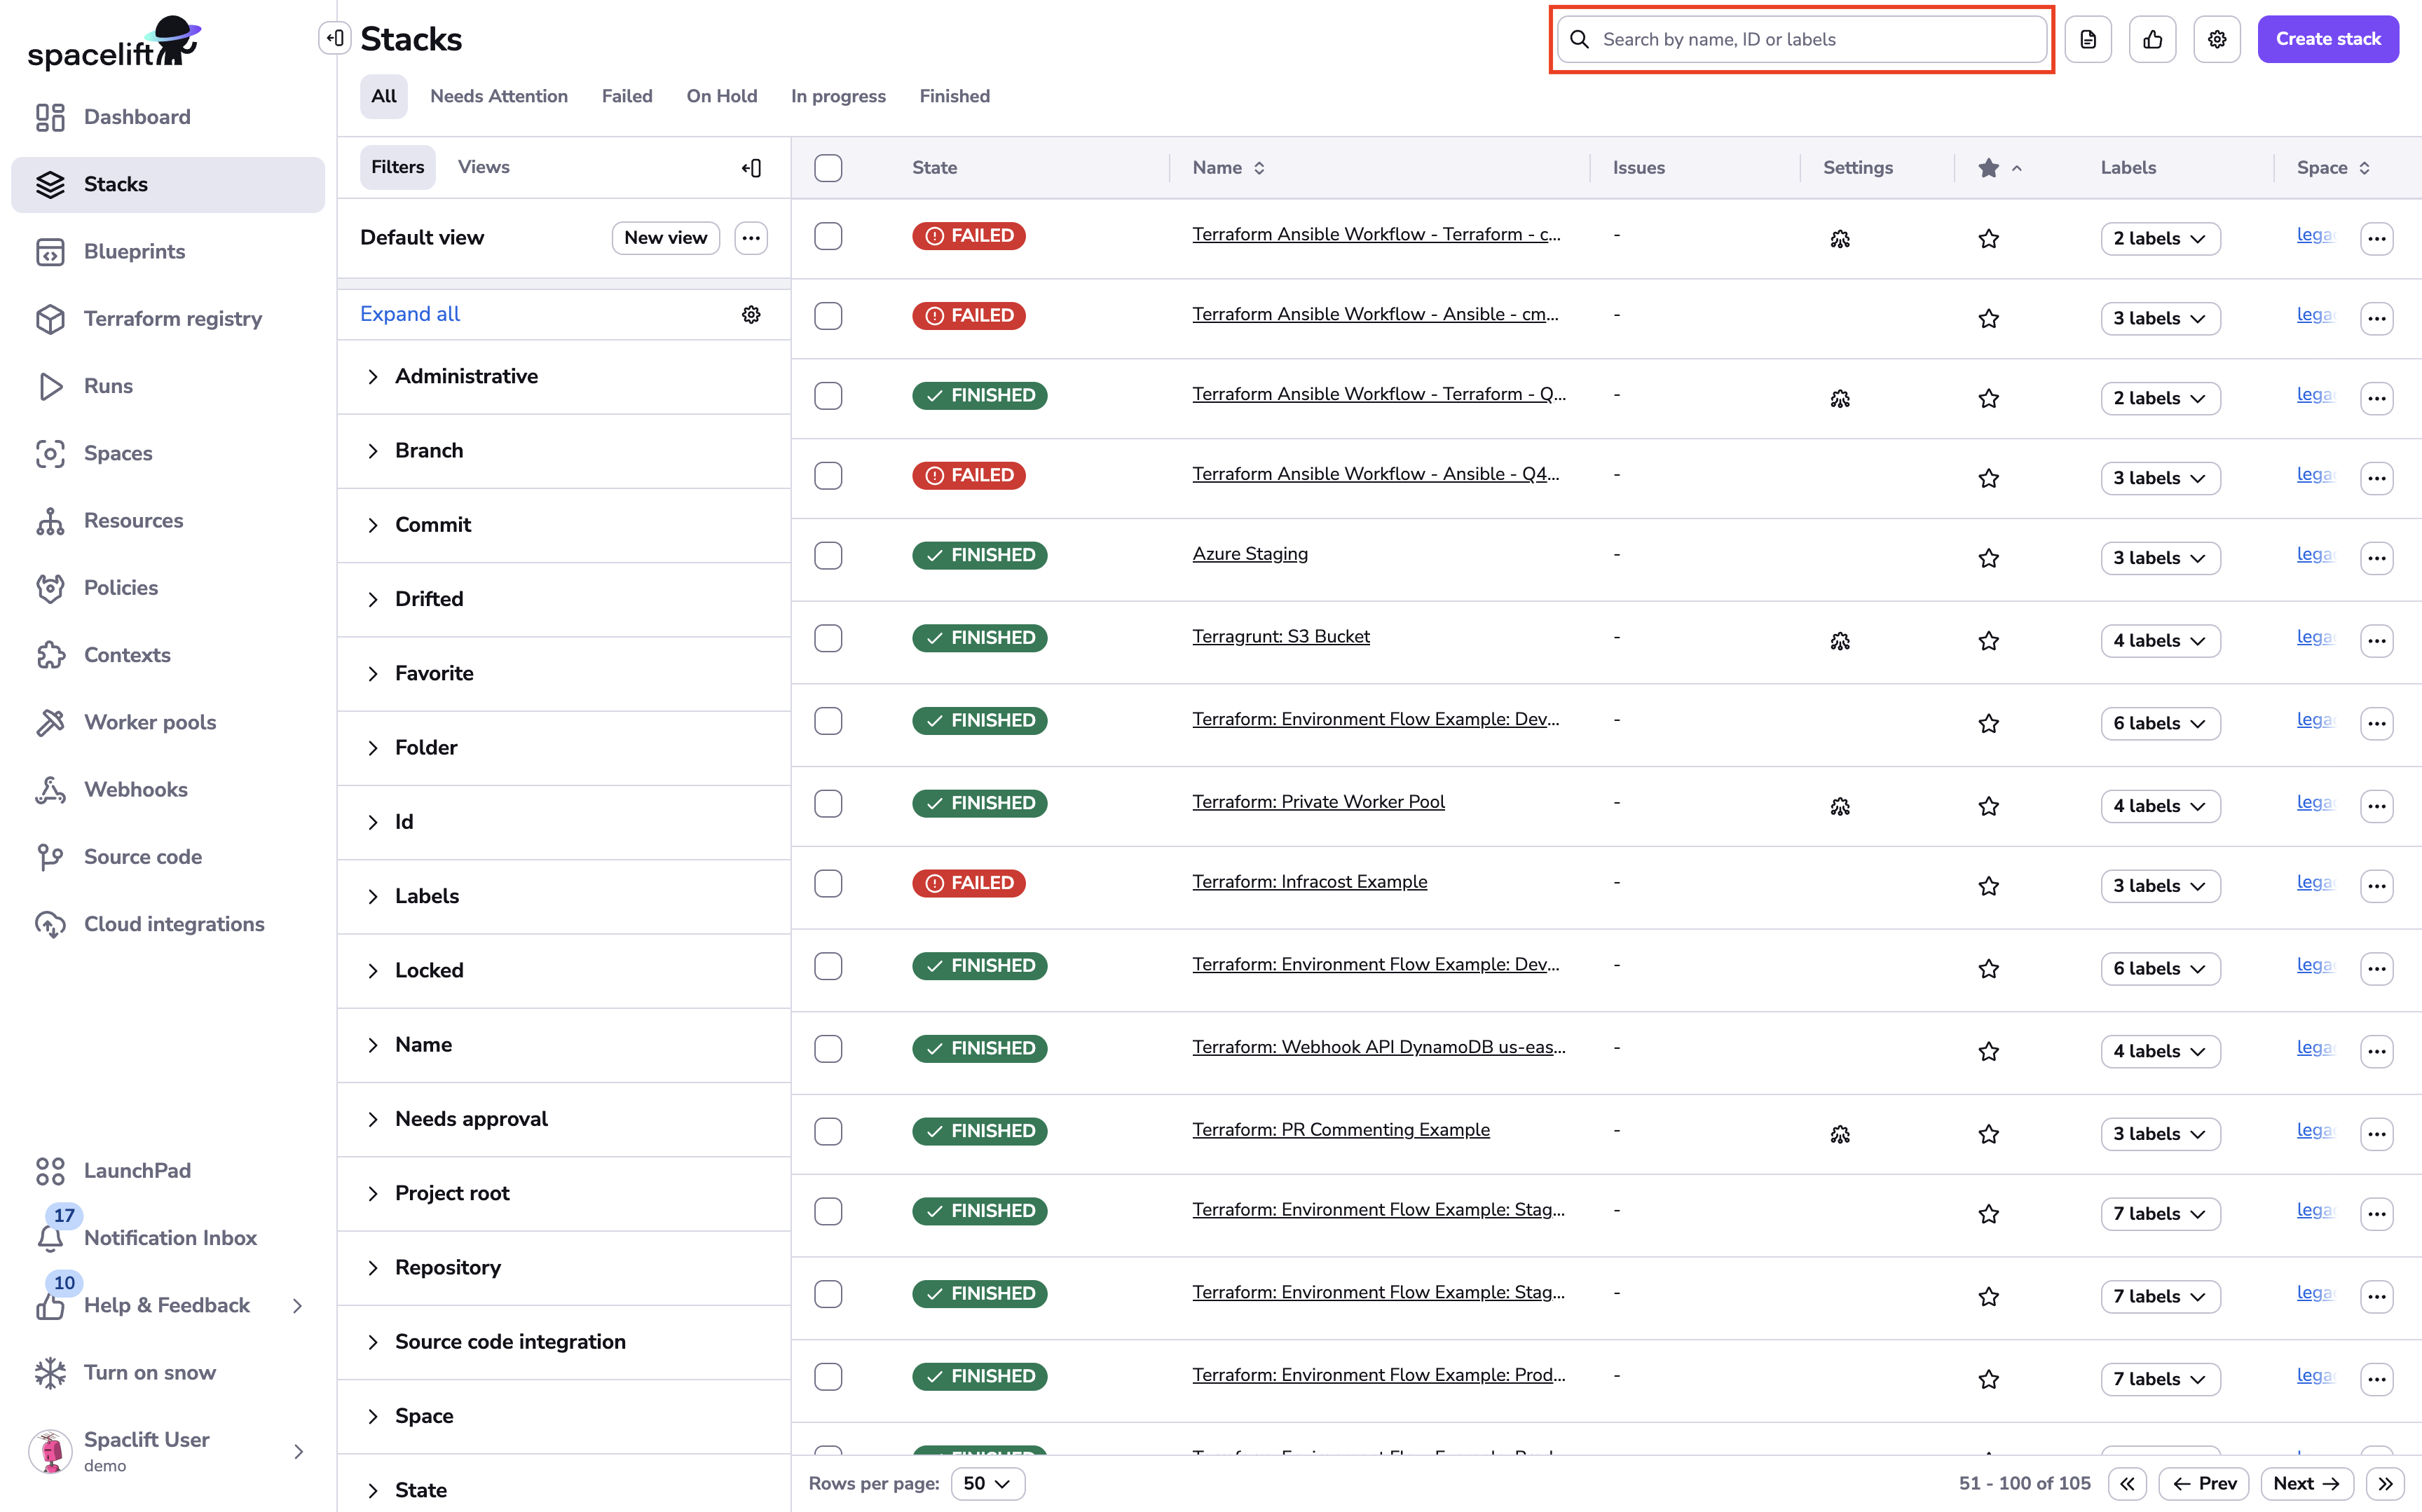 spacelift
Stacks
Search by name, ID or labels
Create stack
All
Needs Attention
Failed
On Hold
In progress
Finished
Dashboard
Stacks
Blueprints
Terraform registry
Runs
Spaces
Resources
Policies
Contexts
Worker pools
Webhooks
Source code
Cloud integrations
LaunchPad
17
Notification Inbox
10
Help & Feedback
Turn on snow
Spaclift User
demo
Filters
Views
Default view
New view
Expand all
Administrative
Branch
Commit
Drifted
Favorite
Folder
Id
Labels
Locked
Name
Needs approval
Project root
Repository
Source code integration
Space
State
State Name Issues Settings Labels Space
FAILED Terraform Ansible Workflow - Terraform - c... - 2 labels lega
FAILED Terraform Ansible Workflow - Ansible - cm... - 3 labels lega
FINISHED Terraform Ansible Workflow - Terraform - Q... - 2 labels lega
FAILED Terraform Ansible Workflow - Ansible - Q4... - 3 labels lega
FINISHED Azure Staging - 3 labels lega
FINISHED Terragrunt: S3 Bucket - 4 labels lega
FINISHED Terraform: Environment Flow Example: Dev... - 6 labels lega
FINISHED Terraform: Private Worker Pool - 4 labels lega
FAILED Terraform: Infracost Example - 3 labels lega
FINISHED Terraform: Environment Flow Example: Dev... - 6 labels lega
FINISHED Terraform: Webhook API DynamoDB us-eas... - 4 labels lega
FINISHED Terraform: PR Commenting Example - 3 labels lega
FINISHED Terraform: Environment Flow Example: Stag... - 7 labels lega
FINISHED Terraform: Environment Flow Example: Stag... - 7 labels lega
FINISHED Terraform: Environment Flow Example: Prod... - 7 labels lega
Rows per page: 50
51 - 100 of 105
Prev
Next